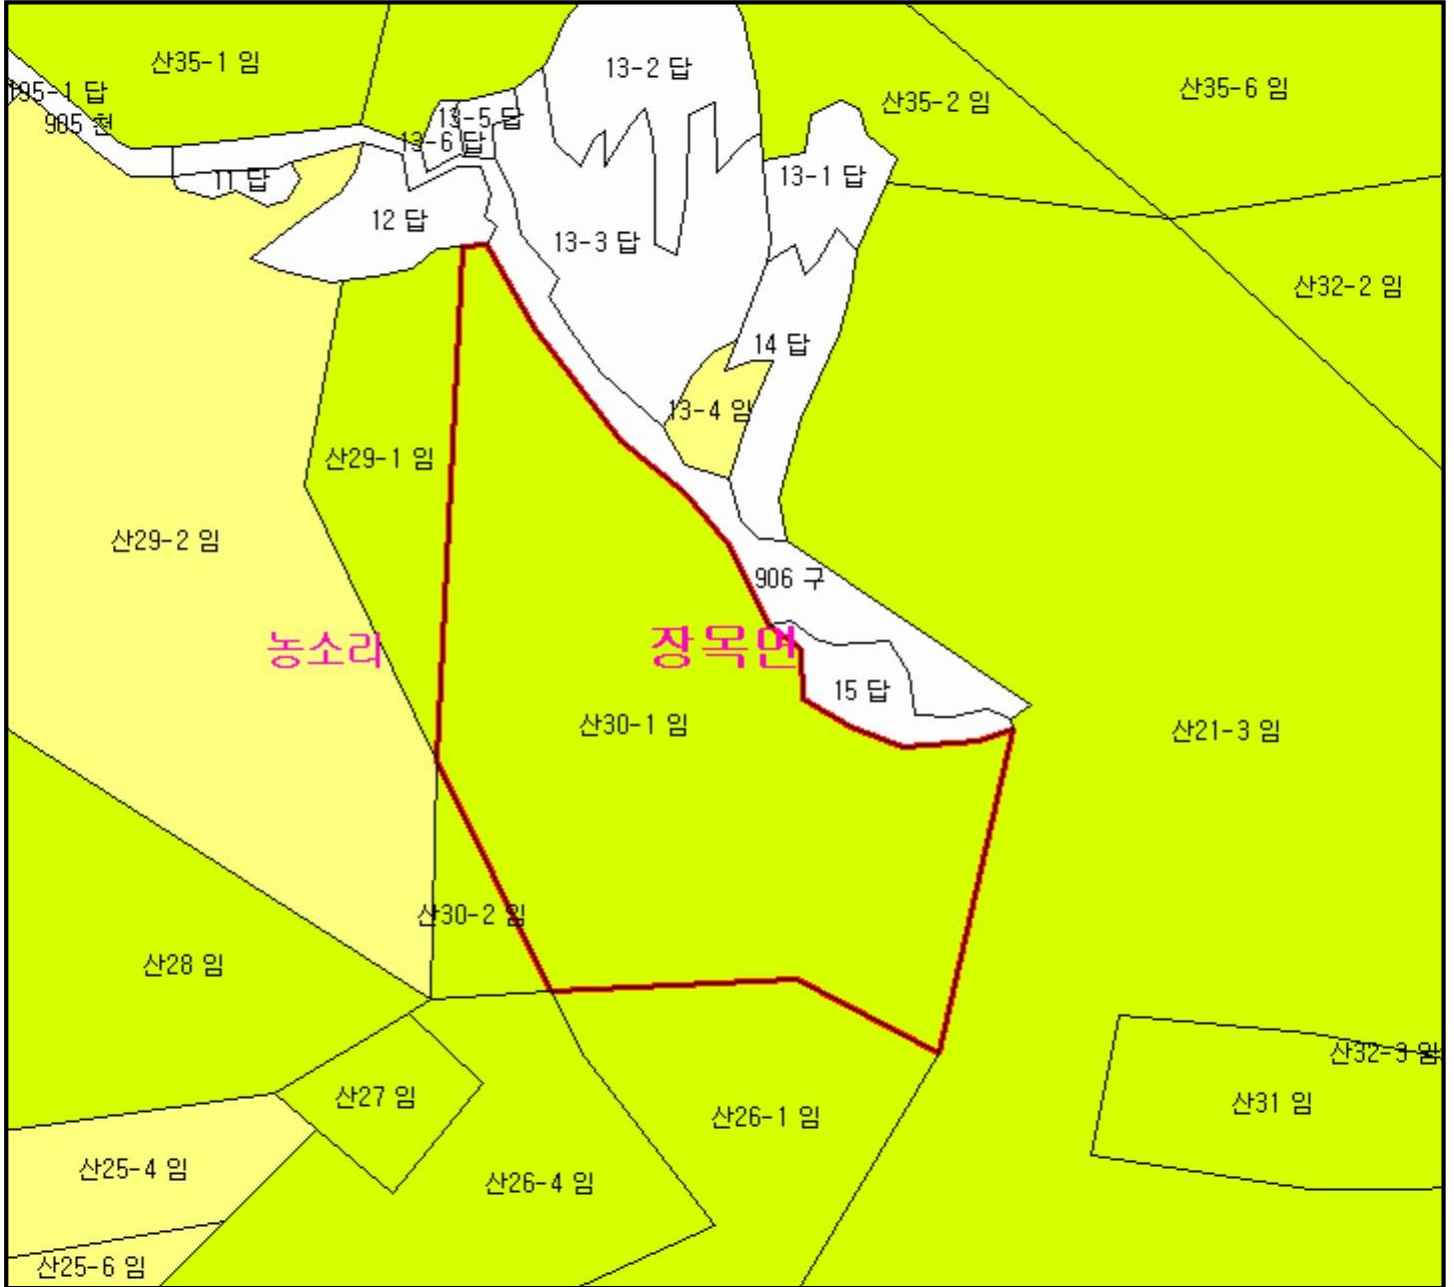 산35-1 임
13-2 답
산35-6 임
195-1 답
산35-2 임
905 천
13-5 답
13-6 답
11 답
13-1 답
12 답
13-3 답
산32-2 임
14 답
13-4 임
산29-1 임
산29-2 임
906 구
농소리
장목면
15 답
산30-1 임
산21-3 임
산30-2 임
산28 임
산32-3 임
산27 임
산31 임
산26-1 임
산25-4 임
산26-4 임
산25-6 임